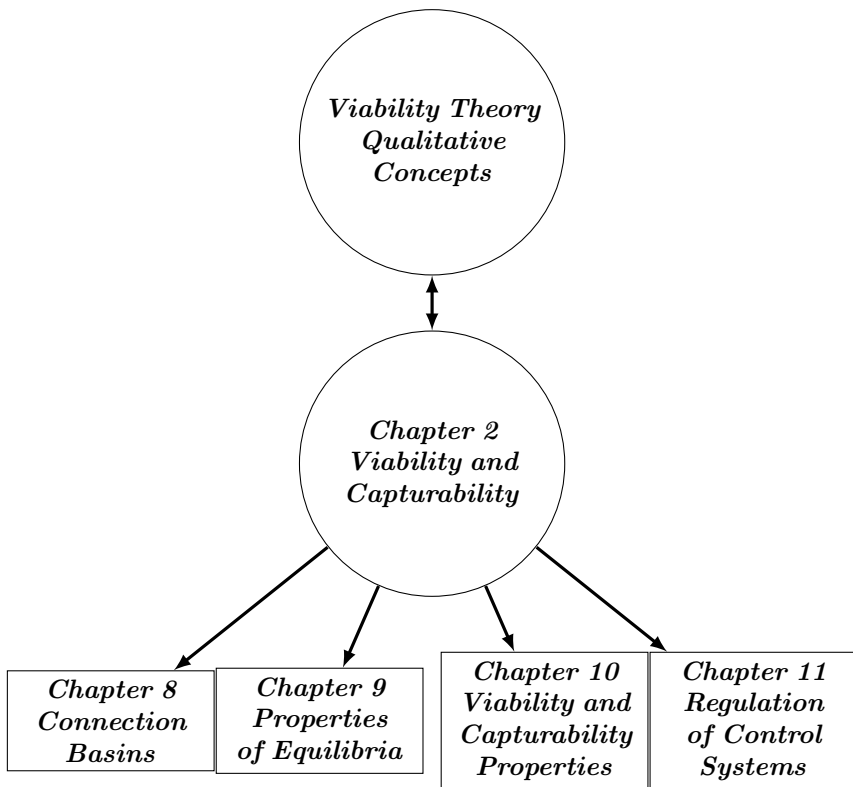 Viability Theory
Qualitative
Concepts
Chapter 2
Viability and
Capturability
Chapter 8
Connection
Basins
Chapter 9
Properties
of Equilibria
Chapter 10
Viability and
Capturability
Properties
Chapter 11
Regulation
of Control
Systems